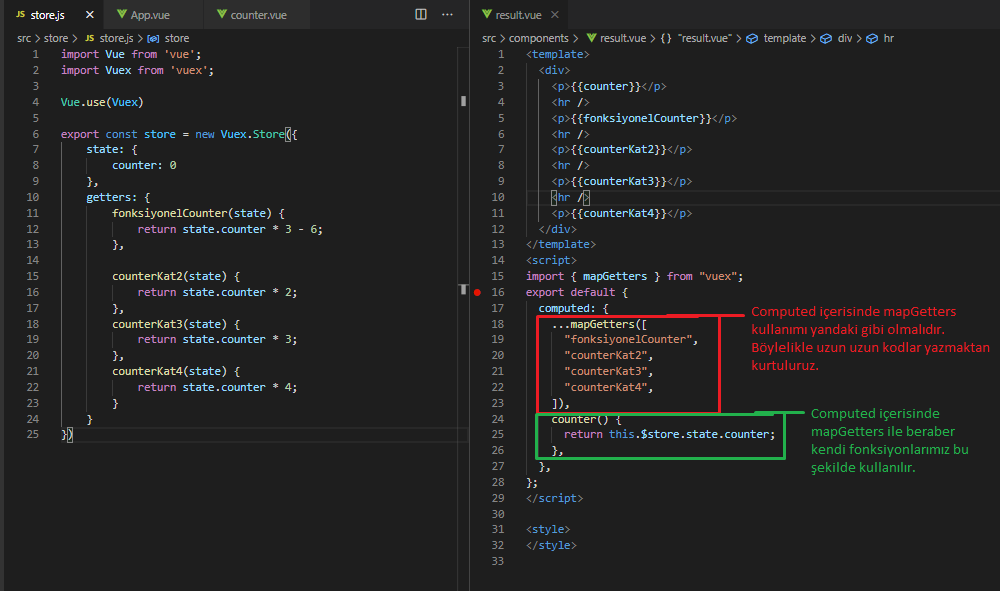 JS store.js × App.vue counter.vue ···
src > store > JS store.js > store
1 import Vue from 'vue';
2 import Vuex from 'vuex';
3
4 Vue.use(Vuex)
5
6 export const store = new Vuex.Store({
7 state: {
8 counter: 0
9 },
10 getters: {
11 fonksiyonelCounter(state) {
12 return state.counter * 3 - 6;
13 },
14
15 counterKat2(state) {
16 return state.counter * 2;
17 },
18 counterKat3(state) {
19 return state.counter * 3;
20 },
21 counterKat4(state) {
22 return state.counter * 4;
23 }
24 }
25 })
result.vue ×
src > components > result.vue > {} "result.vue" > template > div > hr
1 <template>
2 <div>
3 <p>{{counter}}</p>
4 <hr />
5 <p>{{fonksiyonelCounter}}</p>
6 <hr />
7 <p>{{counterKat2}}</p>
8 <hr />
9 <p>{{counterKat3}}</p>
10 <hr />
11 <p>{{counterKat4}}</p>
12 </div>
13 </template>
14 <script>
15 import { mapGetters } from "vuex";
16 export default {
17 computed: {
18 ...mapGetters([
19 "fonksiyonelCounter",
20 "counterKat2",
21 "counterKat3",
22 "counterKat4",
23 ]),
24 counter() {
25 return this.$store.state.counter;
26 },
27 },
28 };
29 </script>
30
31 <style>
32 </style>
33
Computed içerisinde mapGetters
kullanımı yandaki gibi olmalıdır.
Böylelikle uzun uzun kodlar yazmaktan
kurtuluruz.
Computed içerisinde
mapGetters ile beraber
kendi fonksiyonlarımız bu
şekilde kullanılır.